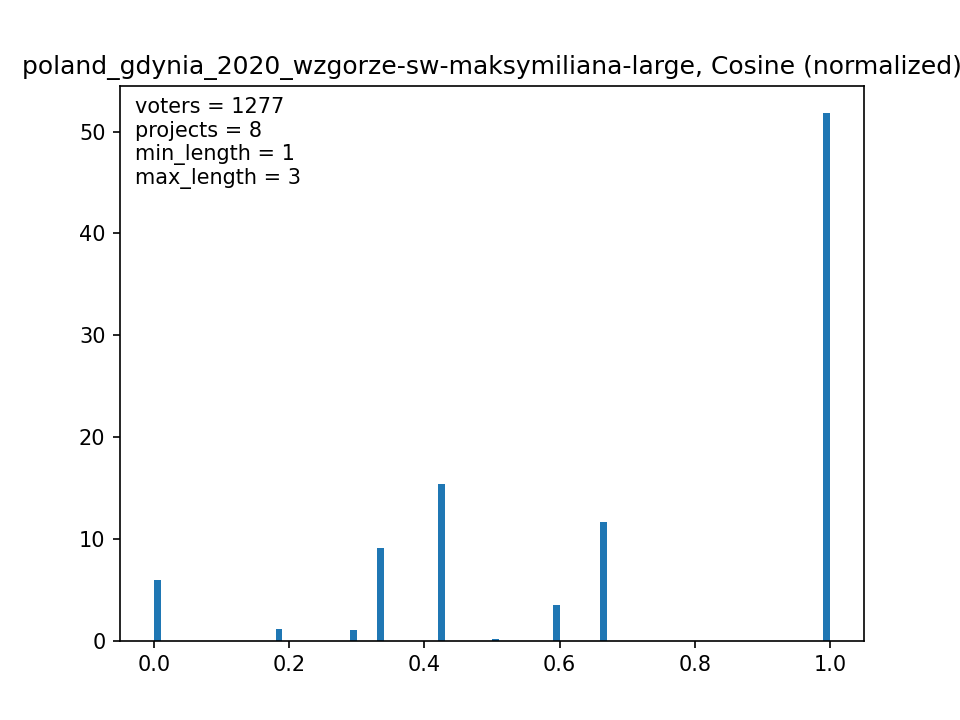 poland_gdynia_2020_wzgorze-sw-maksymiliana-large, Cosine (normalized)
voters = 1277
projects = 8
min_length = 1
max_length = 3
50
40
30
20
10
0
0.0 0.2 0.4 0.6 0.8 1.0